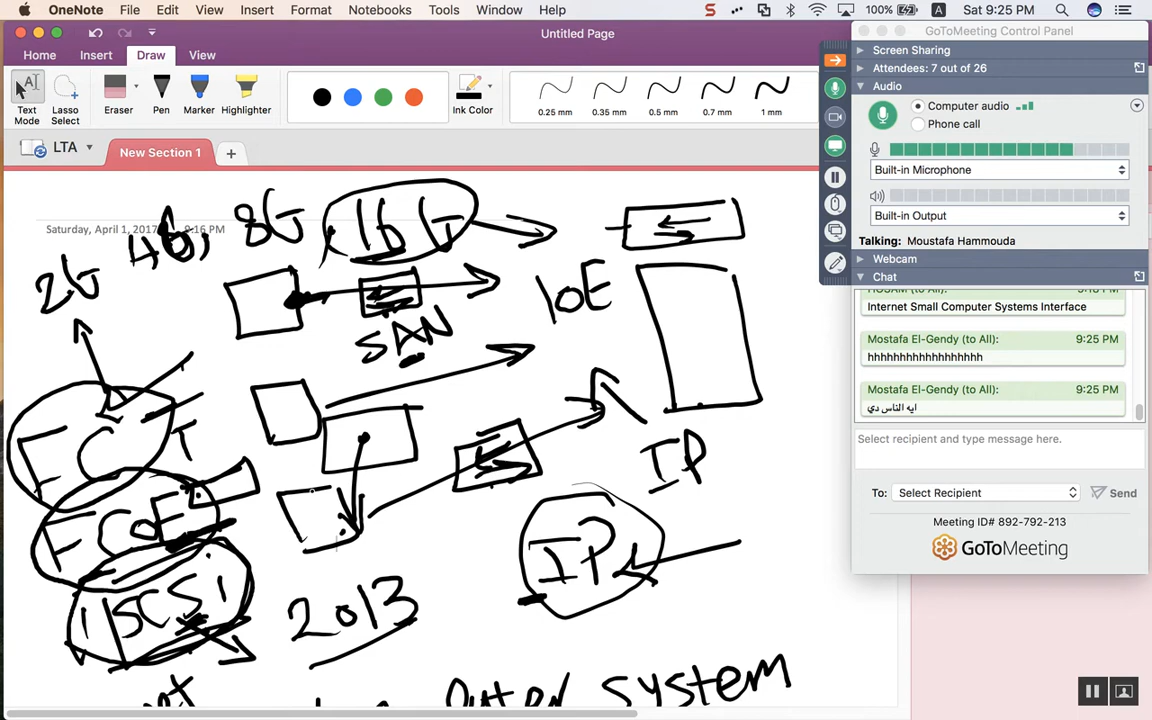 OneNote File Edit View Insert Format Notebooks Tools Window Help 100% A Sat 9:25 PM
Untitled Page
Home Insert Draw View
Text Mode
Lasso Select
Eraser
Pen
Marker
Highlighter
Ink Color
0.25 mm 0.35 mm 0.5 mm 0.7 mm 1 mm
LTA New Section 1 +
Saturday, April 1, 2017 9:16 PM
4G, 8G 16G
2G
SAN
10E
FC
T
IP
FCoE
IP
iSCSi
2013
outer system
GoToMeeting Control Panel
Screen Sharing
Attendees: 7 out of 26
Audio
Computer audio
Phone call
Built-in Microphone
Built-in Output
Talking: Moustafa Hammouda
Webcam
Chat
Internet Small Computer Systems Interface
Mostafa El-Gendy (to All): 9:25 PM
hhhhhhhhhhhhhhhhhh
Mostafa El-Gendy (to All): 9:25 PM
ايه الناس دي
Select recipient and type message here.
To: Select Recipient Send
Meeting ID# 892-792-213
GoToMeeting